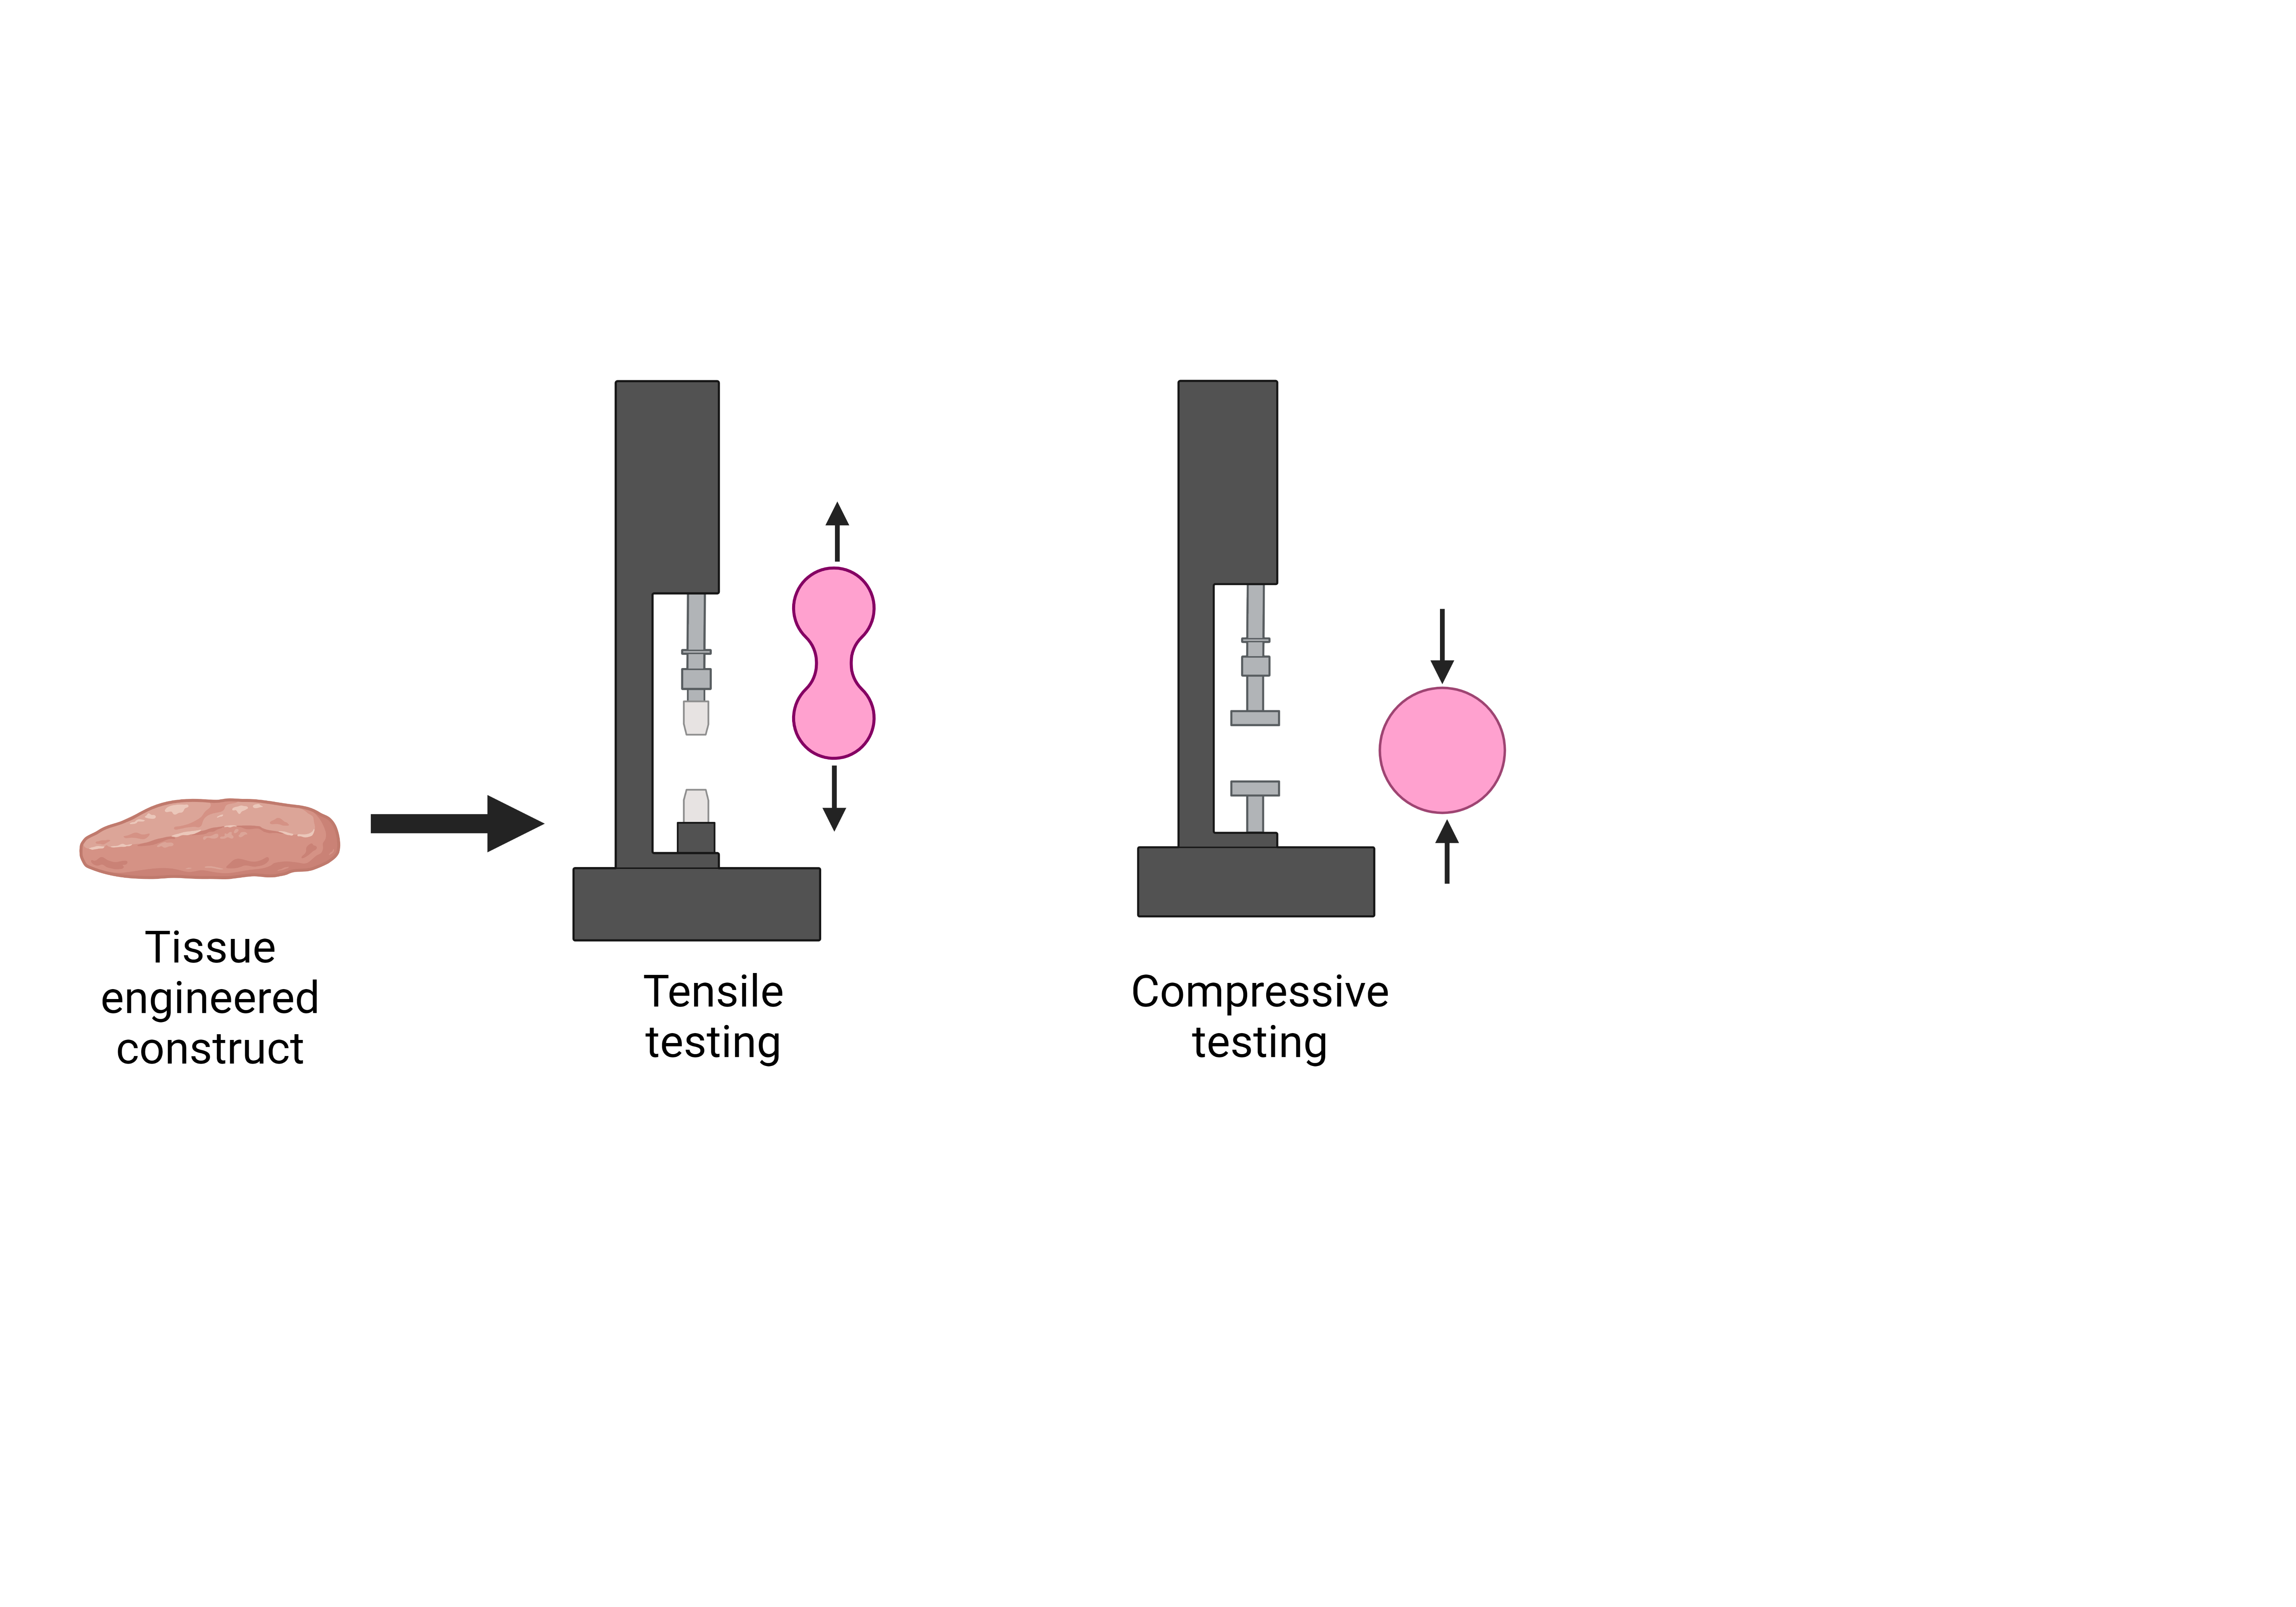 Tissue
engineered
construct
Tensile
testing
Compressive
testing